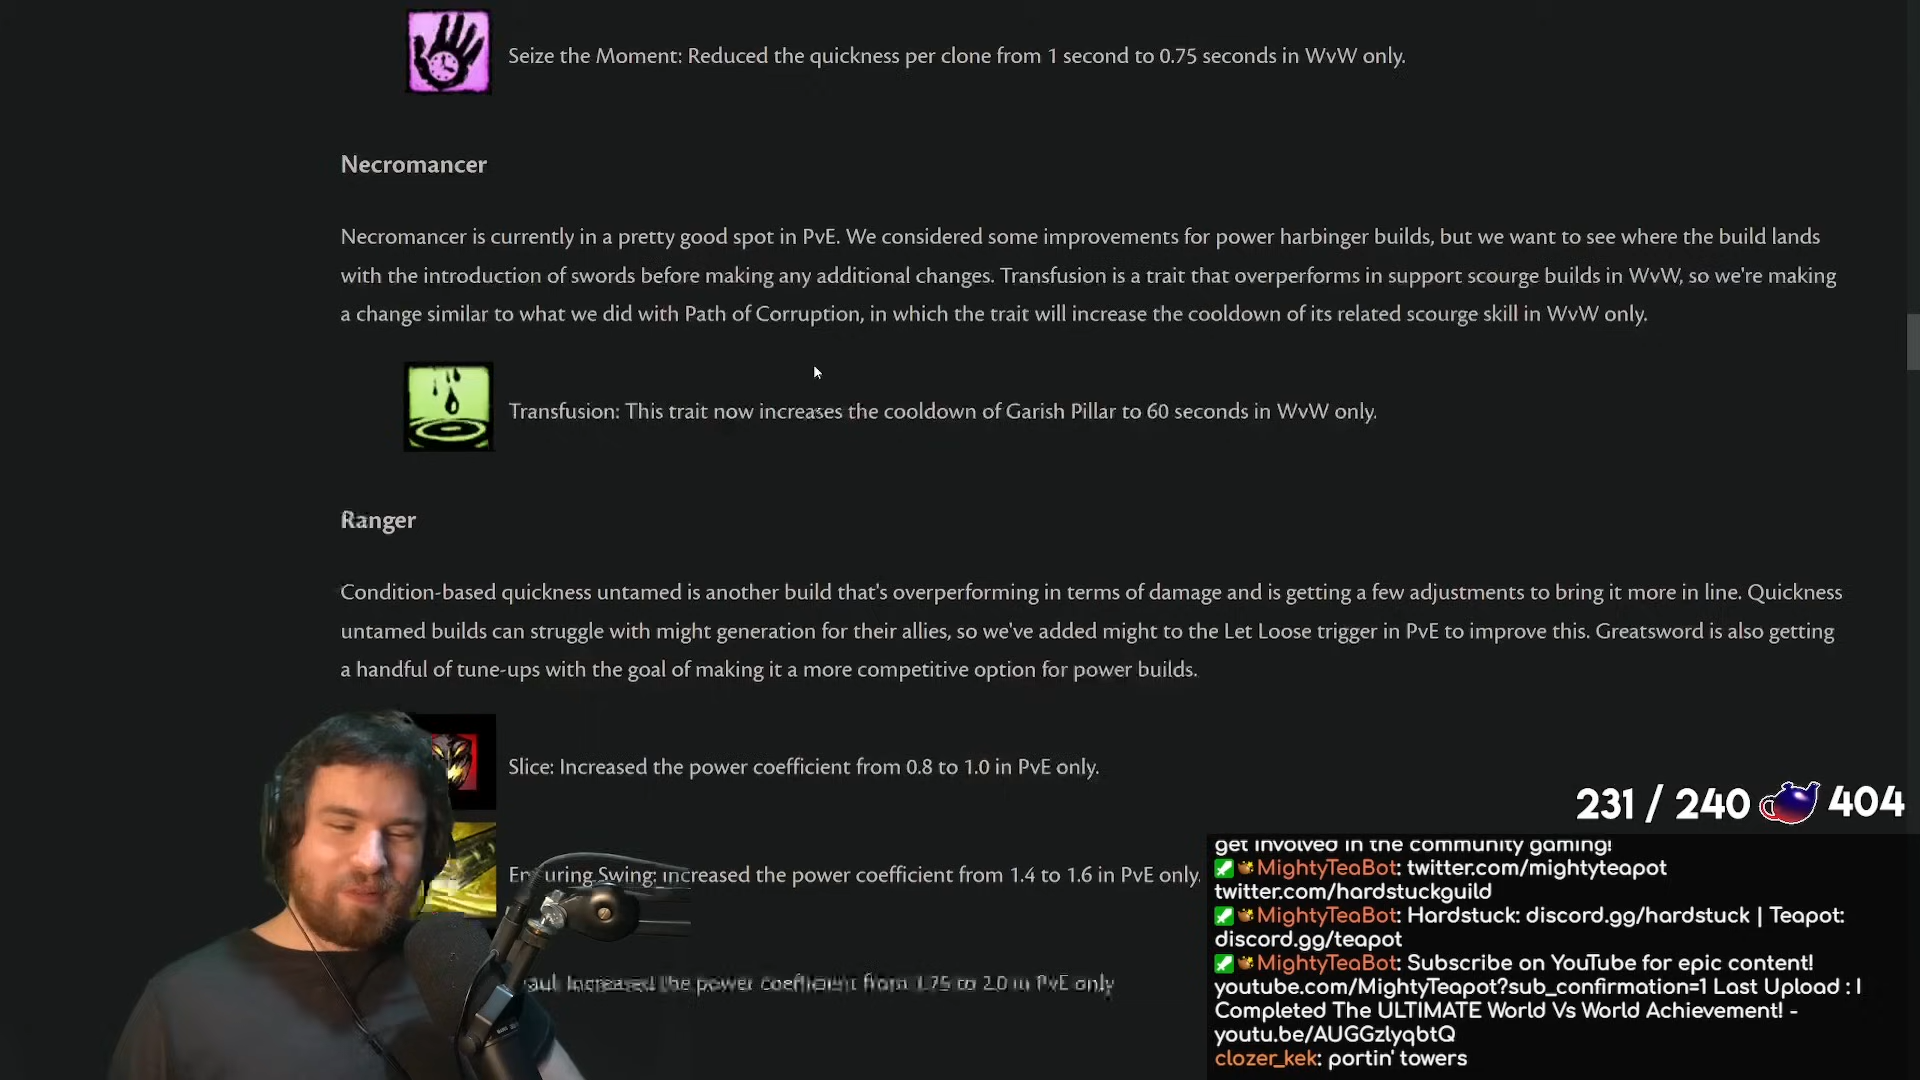 Seize the Moment: Reduced the quickness per clone from 1 second to 0.75 seconds in WvW only.
Necromancer
Necromancer is currently in a pretty good spot in PvE. We considered some improvements for power harbinger builds, but we want to see where the build lands
with the introduction of swords before making any additional changes. Transfusion is a trait that overperforms in support scourge builds in WvW, so we're making
a change similar to what we did with Path of Corruption, in which the trait will increase the cooldown of its related scourge skill in WvW only.
Transfusion: This trait now increases the cooldown of Garish Pillar to 60 seconds in WvW only.
Ranger
Condition-based quickness untamed is another build that's overperforming in terms of damage and is getting a few adjustments to bring it more in line. Quickness
untamed builds can struggle with might generation for their allies, so we've added might to the Let Loose trigger in PvE to improve this. Greatsword is also getting
a handful of tune-ups with the goal of making it a more competitive option for power builds.
Slice: Increased the power coefficient from 0.8 to 1.0 in PvE only.
Swing: increased the power coefficient from 1.4 to 1.6 in PvE only.
Increased the power coefficient from 1.75 to 2.0 in PvE only
231 / 240 404
get involved in the community gaming!
MightyTeaBot: twitter.com/mightyteapot
twitter.com/hardstuckguild
MightyTeaBot: Hardstuck: discord.gg/hardstuck | Teapot:
discord.gg/teapot
MightyTeaBot: Subscribe on YouTube for epic content!
youtube.com/MightyTeapot?sub_confirmation=1 Last Upload : I
Completed The ULTIMATE World Vs World Achievement! -
youtu.be/AUGGzlyqbtQ
clozer_kek: portin' towers